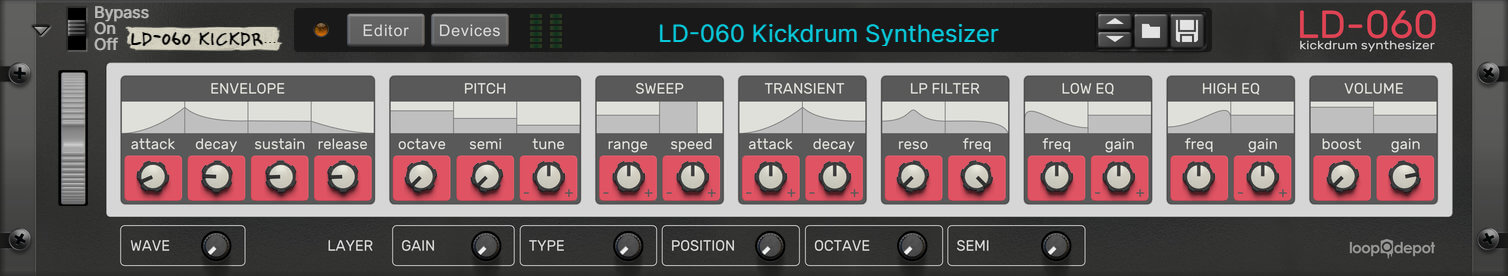 Bypass
On
Off
LD-060 KICKDR...
Editor
Devices
LD-060 Kickdrum Synthesizer
LD-060
kickdrum synthesizer
ENVELOPE
attack decay sustain release
PITCH
octave semi tune
- +
SWEEP
range speed
- + - +
TRANSIENT
attack decay
- + - +
LP FILTER
reso freq
LOW EQ
freq gain
- +
HIGH EQ
freq gain
- + - +
VOLUME
boost gain
WAVE
LAYER
GAIN
TYPE
POSITION
OCTAVE
SEMI
loopdepot